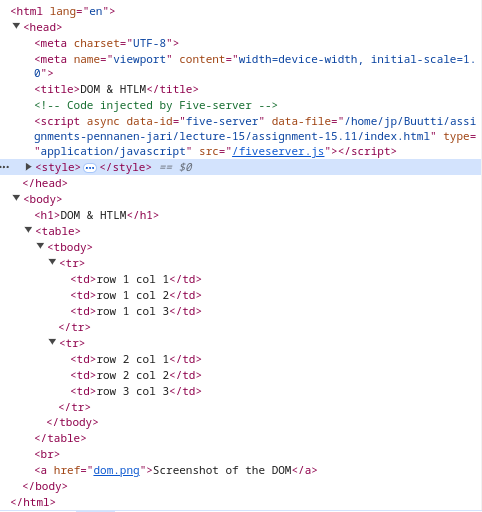 <html lang="en">
<head>
<meta charset="UTF-8">
<meta name="viewport" content="width=device-width, initial-scale=1.
0">
<title>DOM & HTLM</title>
<!-- Code injected by Five-server -->
<script async data-id="five-server" data-file="/home/jp/Buutti/assi
gnments-pennanen-jari/lecture-15/assignment-15.11/index.html" type=
"application/javascript" src="/fiveserver.js"></script>
<style> ⋯ </style> == $0
</head>
<body>
<h1>DOM & HTLM</h1>
<table>
<tbody>
<tr>
<td>row 1 col 1</td>
<td>row 1 col 2</td>
<td>row 1 col 3</td>
</tr>
<tr>
<td>row 2 col 1</td>
<td>row 2 col 2</td>
<td>row 3 col 3</td>
</tr>
</tbody>
</table>
<br>
<a href="dom.png">Screenshot of the DOM</a>
</body>
</html>